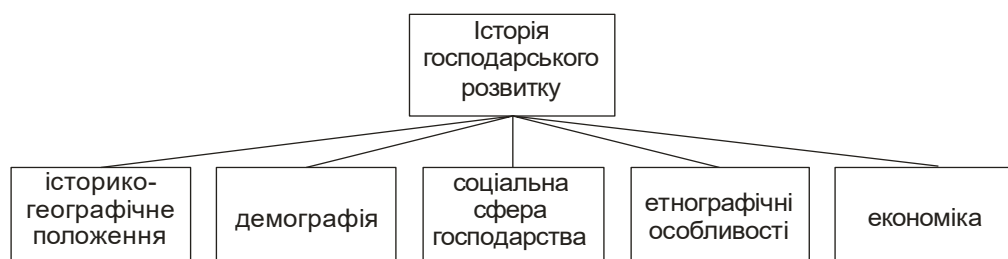 Історія
господарського
розвитку
історико-
географічне
положення
демографія
соціальна
сфера
господарства
етнографічні
особливості
економіка